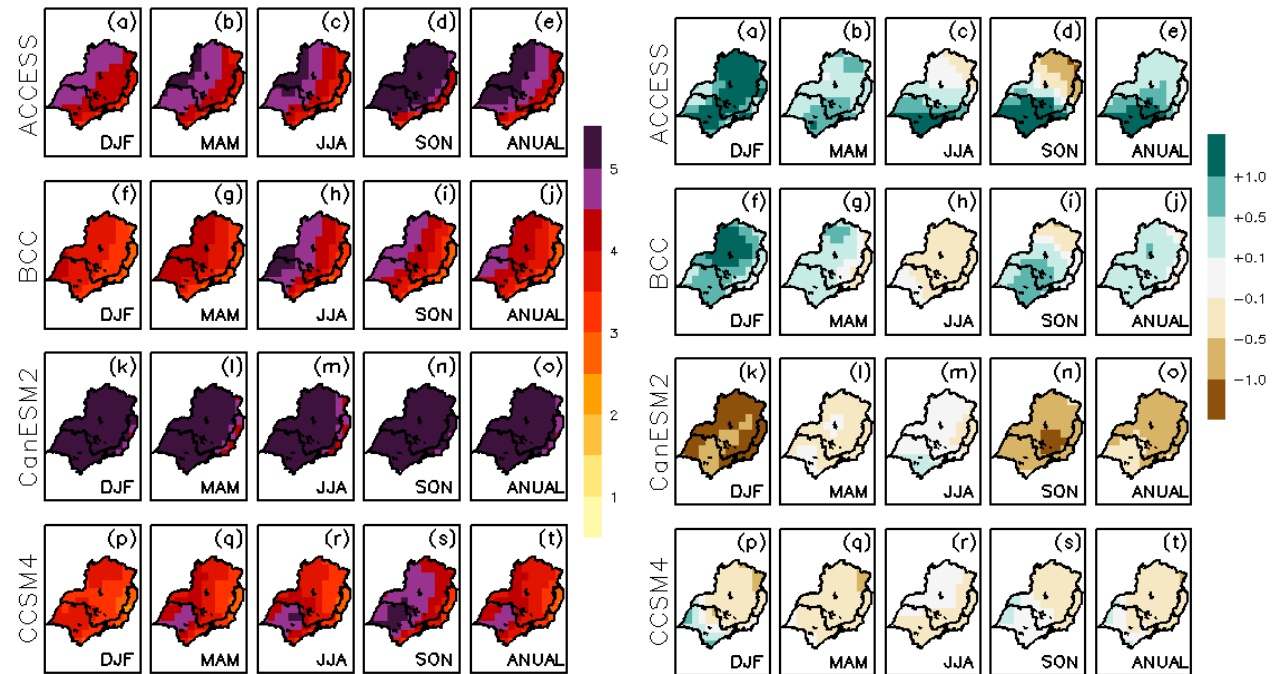 (a) (b) (c) (d) (e) (a) (b) (c) (d) (e)
ACCESS ACCESS
DJF MAM JJA SON ANUAL DJF MAM JJA SON ANUAL
(f) (g) (h) (i) (j) (f) (g) (h) (i) (j)
BCC BCC
DJF MAM JJA SON ANUAL DJF MAM JJA SON ANUAL
(k) (l) (m) (n) (o) (k) (l) (m) (n) (o)
CanESM2 CanESM2
DJF MAM JJA SON ANUAL DJF MAM JJA SON ANUAL
(p) (q) (r) (s) (t) (p) (q) (r) (s) (t)
CCSM4 CCSM4
DJF MAM JJA SON ANUAL DJF MAM JJA SON ANUAL
5
4
3
2
1
+1.0
+0.5
+0.1
-0.1
-0.5
-1.0